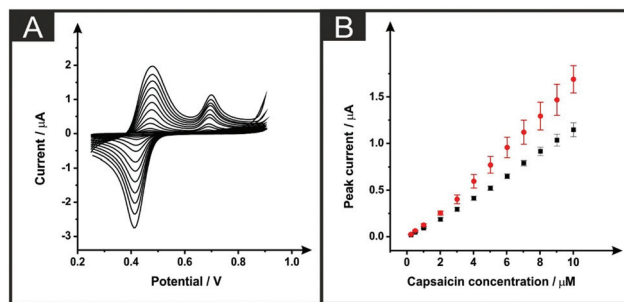 A
Current / µA
3
2
1
0
-1
-2
-3
0.2 0.4 0.6 0.8 1.0
Potential / V
B
Peak current / µA
1.5
1.0
0.5
0.0
0 2 4 6 8 10
Capsaicin concentration / µM